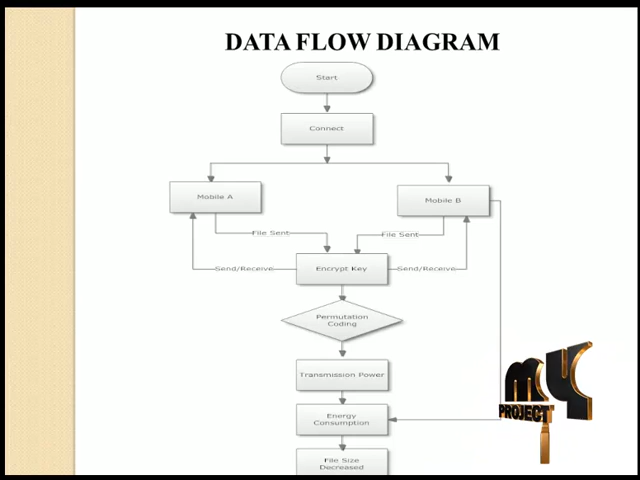 DATA FLOW DIAGRAM
Start
Connect
Mobile A
Mobile B
File Sent
File Sent
Send/Receive
Encrypt Key
Send/Receive
Permutation
Coding
Transmission Power
Energy
Consumption
File Size
Decreased
MY
PROJECT